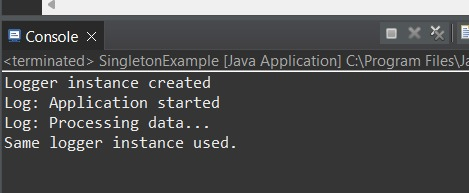 Console
<terminated> SingletonExample [Java Application] C:\Program Files\Ja
Logger instance created
Log: Application started
Log: Processing data...
Same logger instance used.